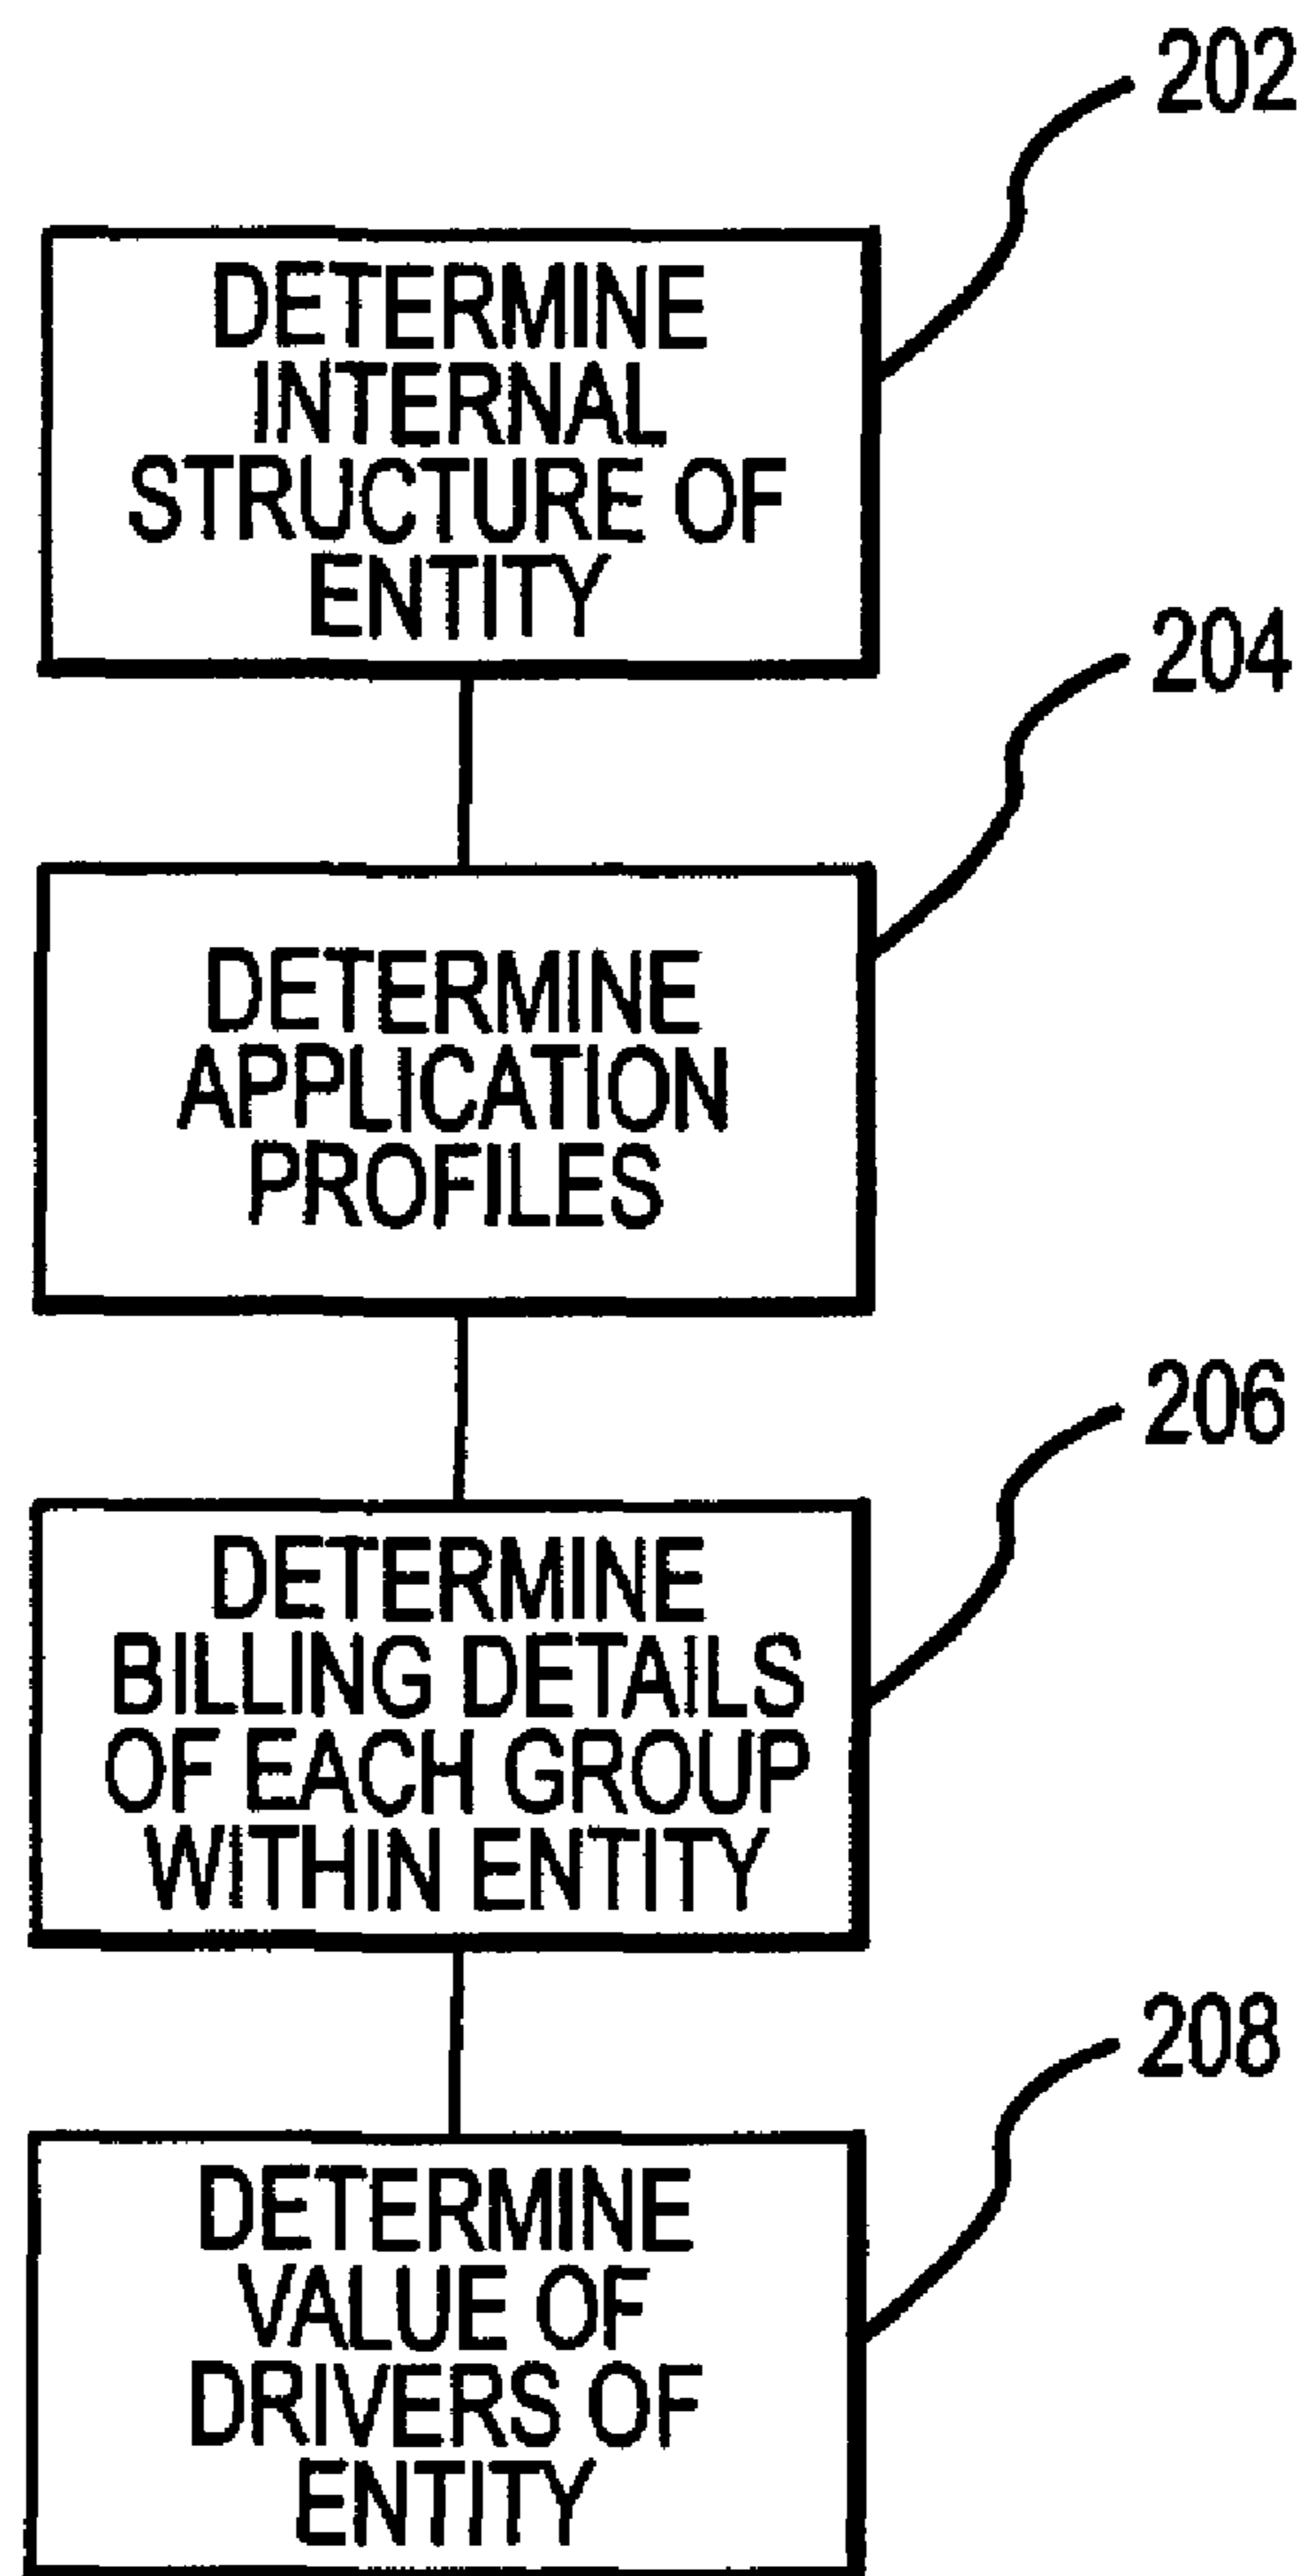 202
DETERMINE
INTERNAL
STRUCTURE OF
ENTITY
204
DETERMINE
APPLICATION
PROFILES
206
DETERMINE
BILLING DETAILS
OF EACH GROUP
WITHIN ENTITY
208
DETERMINE
VALUE OF
DRIVERS OF
ENTITY